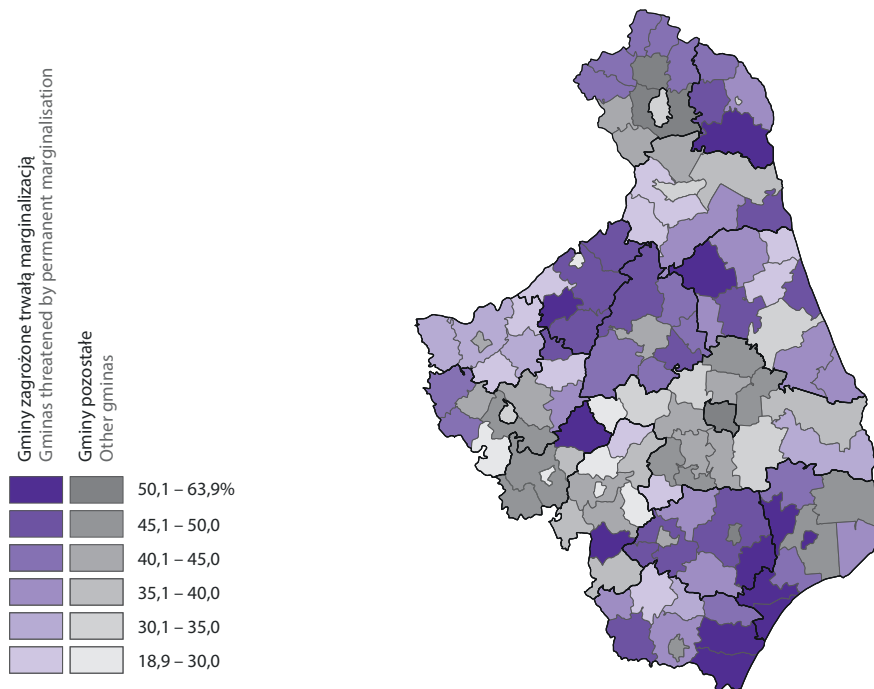 Gminy zagrożone trwałą marginalizacją
Gminas threatened by permanent marginalisation
Gminy pozostałe
Other gminas
50,1 – 63,9%
45,1 – 50,0
40,1 – 45,0
35,1 – 40,0
30,1 – 35,0
18,9 – 30,0